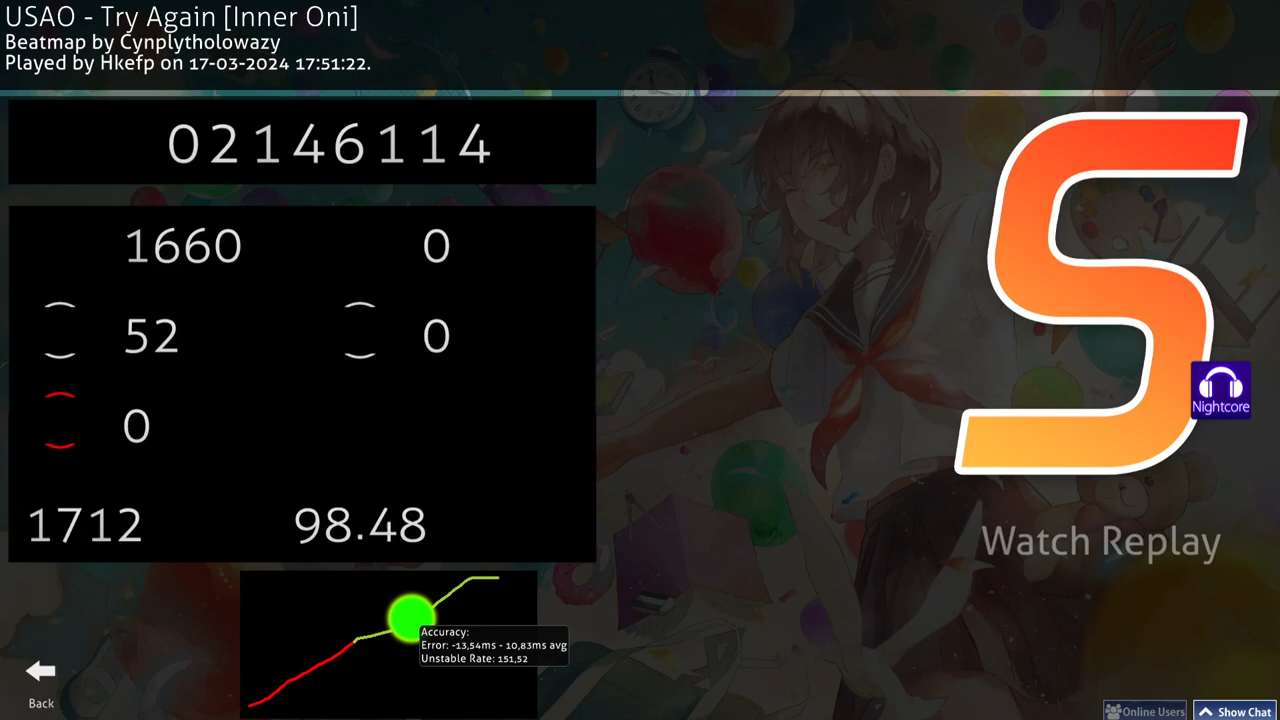 USAO - Try Again [Inner Oni]
Beatmap by Cynplytholowazy
Played by Hkefp on 17-03-2024 17:51:22.
02146114
1660 0
52 0
0
1712 98.48
S
Nightcore
Watch Replay
Accuracy:
Error: -13,54ms - 10,83ms avg
Unstable Rate: 151,52
Back
Online Users
Show Chat